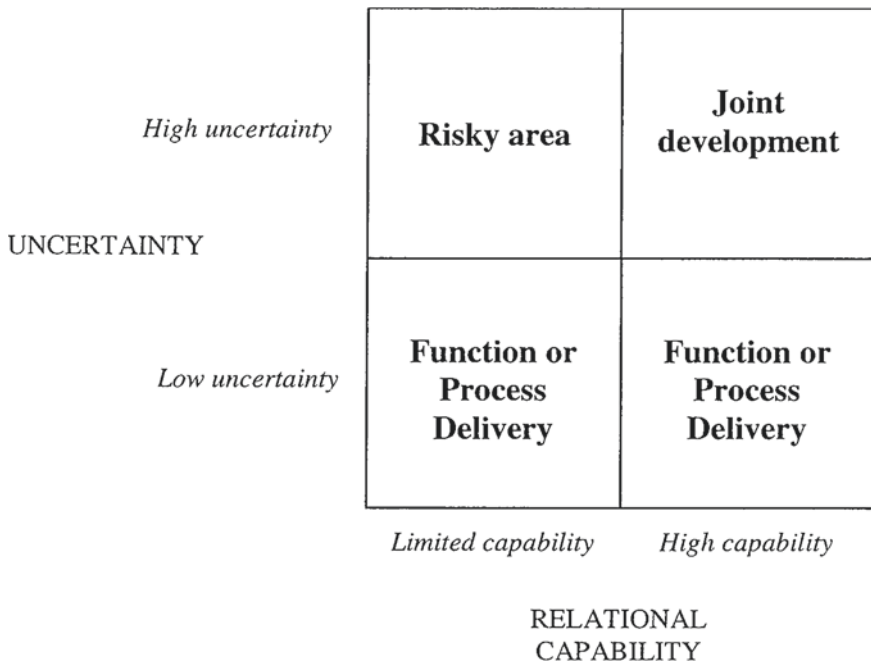 Joint
High uncertainty Risky area development
UNCERTAINTY
Function or Function or
Low uncertainty Process Process
Delivery Delivery
Limited capability High capability
RELATIONAL
CAPABILITY